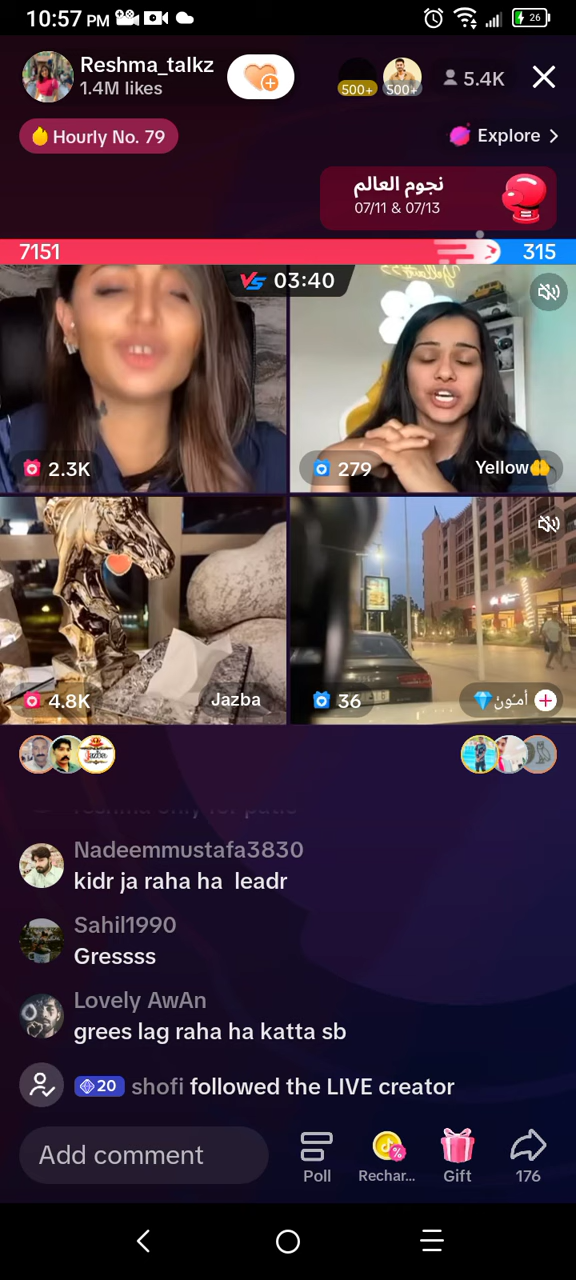 10:57 PM
26
Reshma_talkz
1.4M likes
500+
500+
5.4K
Hourly No. 79
Explore
نجوم العالم
07/11 & 07/13
7151
315
VS 03:40
2.3K
279
Yellow🤲
4.8K
Jazba
36
💎أمـُونْ
Nadeemmustafa3830
kidr ja raha ha leadr
Sahil1990
Gressss
Lovely AwAn
grees lag raha ha katta sb
20 shofi followed the LIVE creator
Add comment
Poll
Rechar...
Gift
176